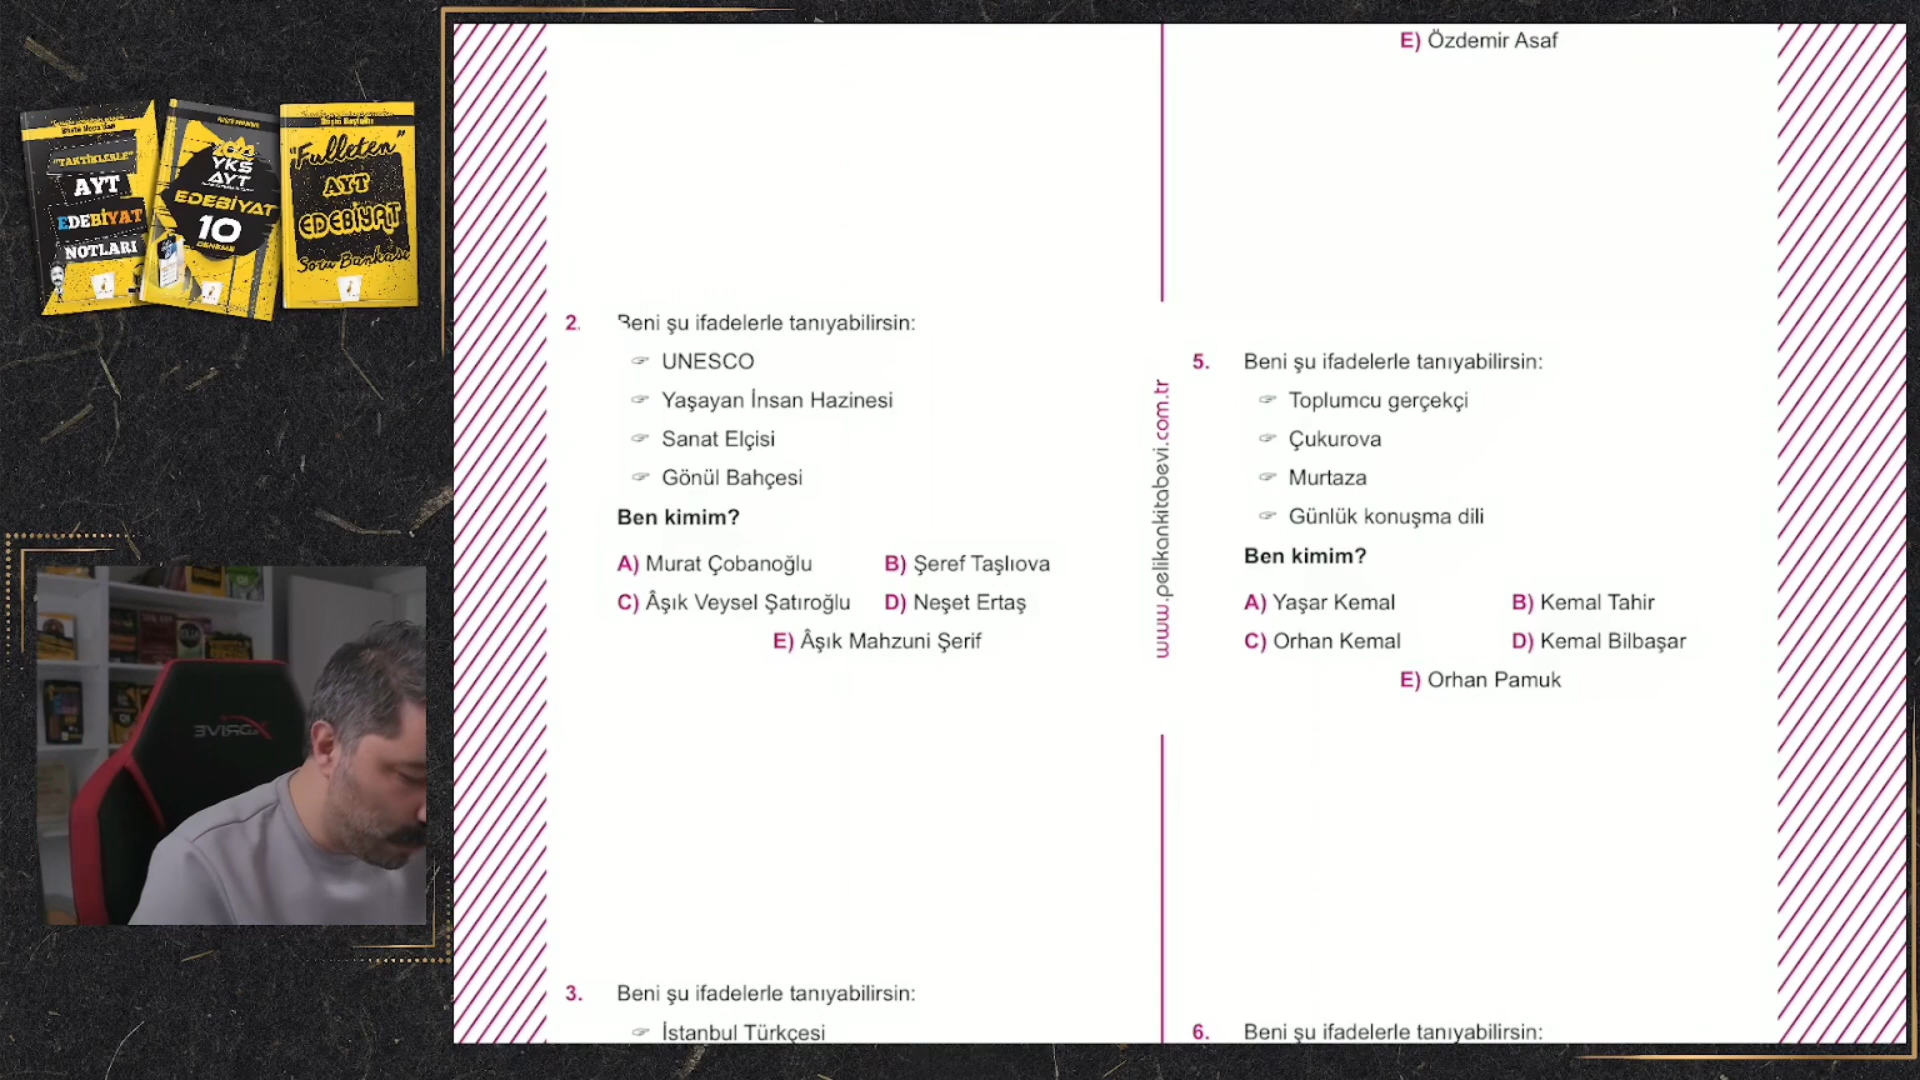 "TAKTİKLERLE"
AYT
EDEBİYAT
NOTLARI
2023
YKS
AYT
EDEBİYAT
10
DENEME
"Fulleten"
AYT
EDEBİYAT
Soru Bankası
E) Özdemir Asaf
2. Beni şu ifadelerle tanıyabilirsin:
☞ UNESCO
☞ Yaşayan İnsan Hazinesi
☞ Sanat Elçisi
☞ Gönül Bahçesi
Ben kimim?
A) Murat Çobanoğlu B) Şeref Taşlıova
C) Âşık Veysel Şatıroğlu D) Neşet Ertaş
E) Âşık Mahzuni Şerif
3. Beni şu ifadelerle tanıyabilirsin:
☞ İstanbul Türkçesi
www.pelikankitabevi.com.tr
5. Beni şu ifadelerle tanıyabilirsin:
☞ Toplumcu gerçekçi
☞ Çukurova
☞ Murtaza
☞ Günlük konuşma dili
Ben kimim?
A) Yaşar Kemal B) Kemal Tahir
C) Orhan Kemal D) Kemal Bilbaşar
E) Orhan Pamuk
6. Beni şu ifadelerle tanıyabilirsin: